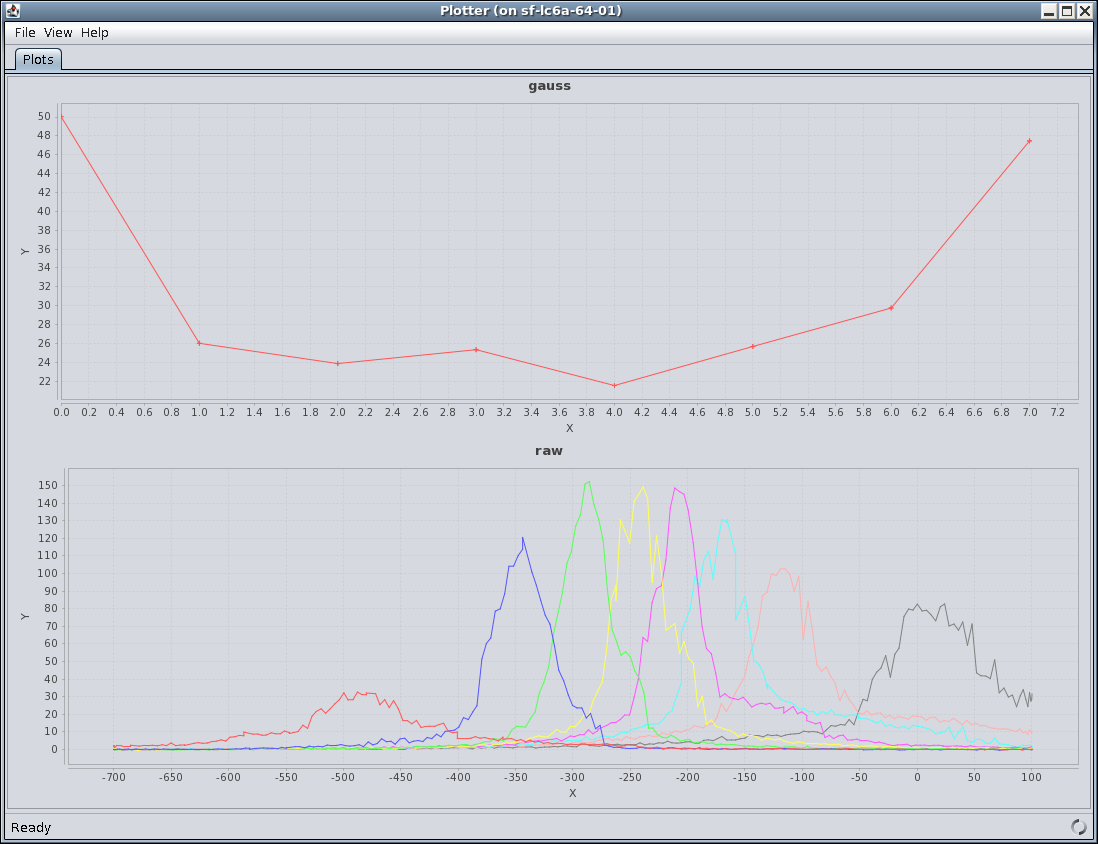 Plotter (on sf-lc6a-64-01)
File View Help
Plots
gauss
50
48
46
44
42
40
38
36
34
32
30
28
26
24
22
Y
0.0 0.2 0.4 0.6 0.8 1.0 1.2 1.4 1.6 1.8 2.0 2.2 2.4 2.6 2.8 3.0 3.2 3.4 3.6 3.8 4.0 4.2 4.4 4.6 4.8 5.0 5.2 5.4 5.6 5.8 6.0 6.2 6.4 6.6 6.8 7.0 7.2
X
raw
150
140
130
120
110
100
90
80
70
60
50
40
30
20
10
0
Y
-700 -650 -600 -550 -500 -450 -400 -350 -300 -250 -200 -150 -100 -50 0 50 100
X
Ready